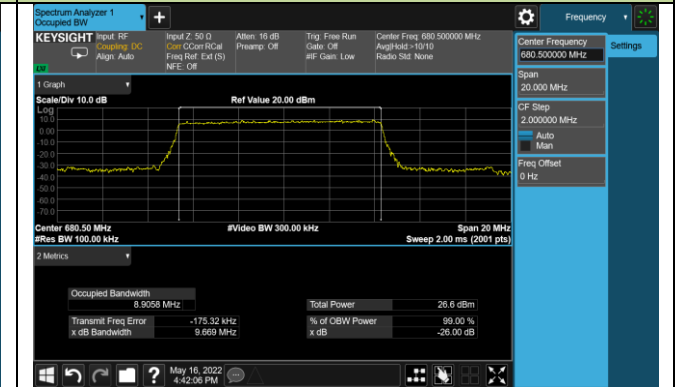 Spectrum Analyzer 1
Occupied BW
Frequency
KEYSIGHT
Input: RF
Coupling: DC
Align: Auto
Input Z: 50 Ω
Corr CCorr RCal
Freq Ref: Ext (S)
NFE: Off
Atten: 16 dB
Preamp: Off
Trig: Free Run
Gate: Off
#IF Gain: Low
Center Freq: 680.500000 MHz
Avg|Hold:>10/10
Radio Std: None
1 Graph
Scale/Div 10.0 dB
Ref Value 20.00 dBm
Log
10.0
0.00
-10.0
-20.0
-30.0
-40.0
-50.0
-60.0
-70.0
Center 680.50 MHz
#Video BW 300.00 kHz
Span 20 MHz
#Res BW 100.00 kHz
Sweep 2.00 ms (2001 pts)
2 Metrics
Occupied Bandwidth
8.9058 MHz
Total Power
26.6 dBm
Transmit Freq Error
-175.32 kHz
% of OBW Power
99.00 %
x dB Bandwidth
9.669 MHz
x dB
-26.00 dB
Center Frequency
680.500000 MHz
Settings
Span
20.000 MHz
CF Step
2.000000 MHz
Auto
Man
Freq Offset
0 Hz
?
May 16, 2022
4:42:06 PM